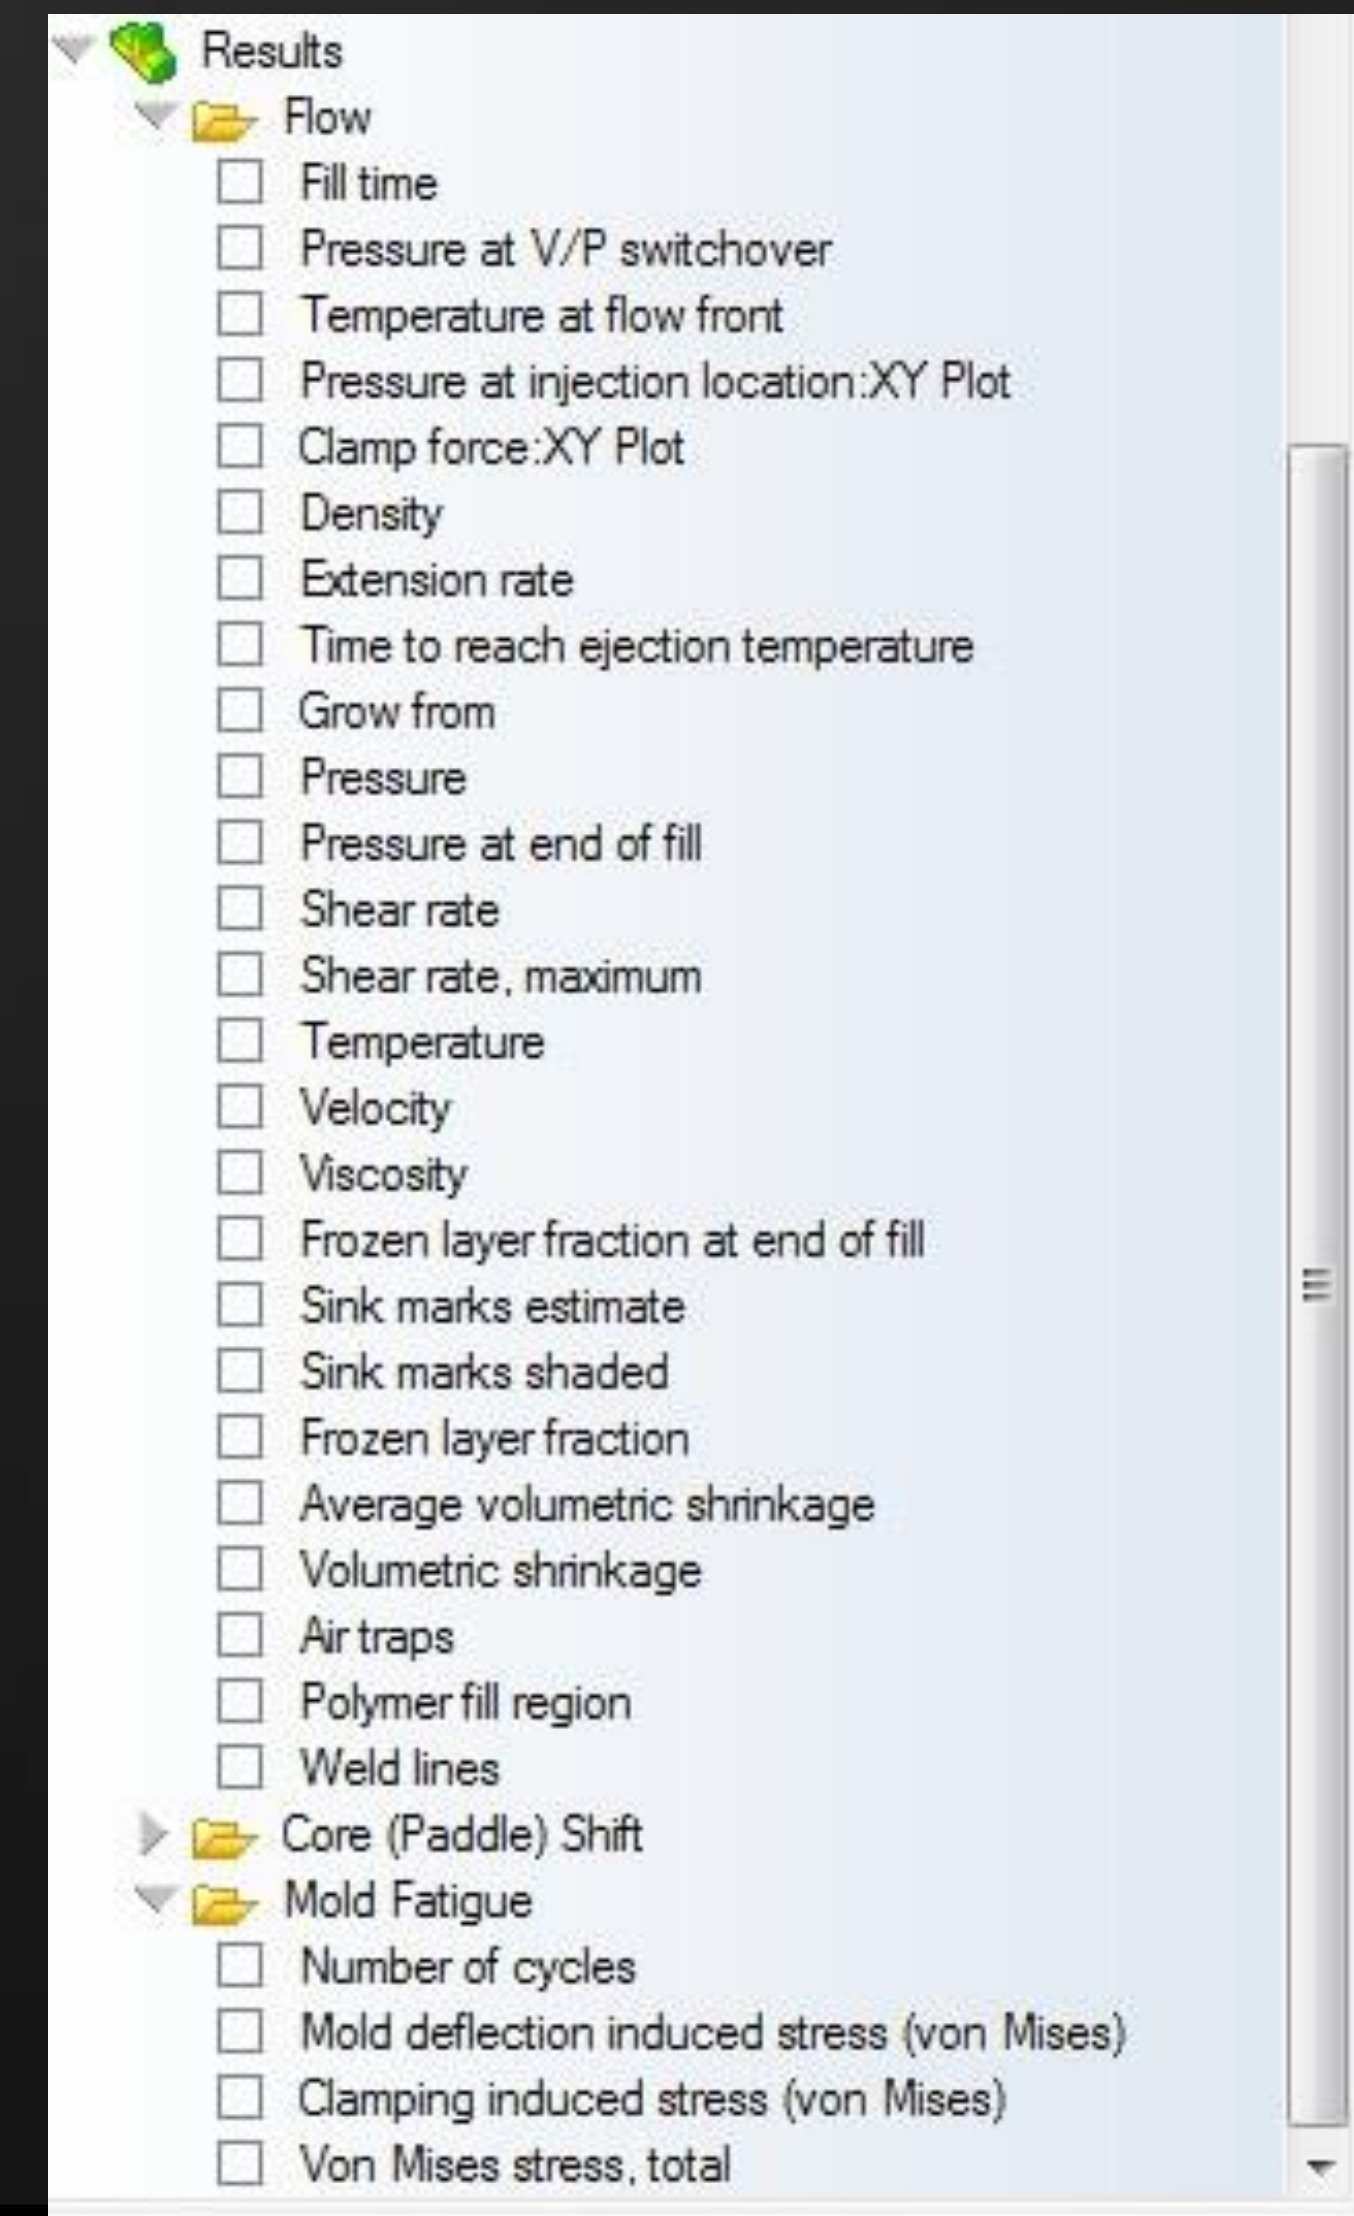 Results
Flow
Fill time
Pressure at V/P switchover
Temperature at flow front
Pressure at injection location:XY Plot
Clamp force:XY Plot
Density
Extension rate
Time to reach ejection temperature
Grow from
Pressure
Pressure at end of fill
Shear rate
Shear rate, maximum
Temperature
Velocity
Viscosity
Frozen layer fraction at end of fill
Sink marks estimate
Sink marks shaded
Frozen layer fraction
Average volumetric shrinkage
Volumetric shrinkage
Air traps
Polymer fill region
Weld lines
Core (Paddle) Shift
Mold Fatigue
Number of cycles
Mold deflection induced stress (von Mises)
Clamping induced stress (von Mises)
Von Mises stress, total